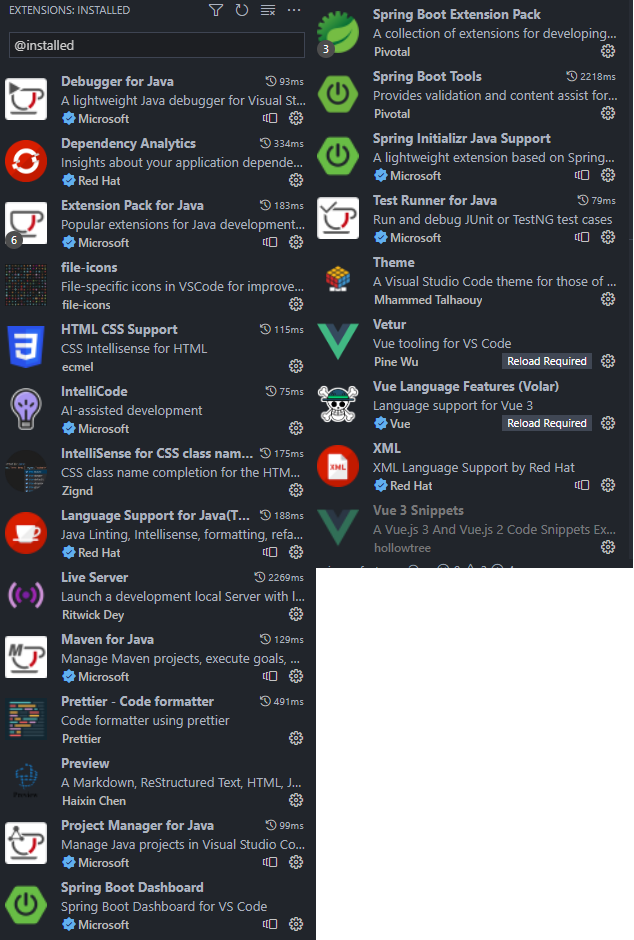 EXTENSIONS: INSTALLED
@installed
Debugger for Java 93ms
A lightweight Java debugger for Visual St...
Microsoft
Dependency Analytics 334ms
Insights about your application depende...
Red Hat
Extension Pack for Java 183ms
Popular extensions for Java development...
6
Microsoft
file-icons
File-specific icons in VSCode for improve...
file-icons
HTML CSS Support 115ms
CSS Intellisense for HTML
ecmel
IntelliCode 75ms
AI-assisted development
Microsoft
IntelliSense for CSS class nam... 175ms
CSS class name completion for the HTM...
Zignd
Language Support for Java(T... 188ms
Java Linting, Intellisense, formatting, refa...
Red Hat
Live Server 2269ms
Launch a development local Server with l...
Ritwick Dey
Maven for Java 129ms
Manage Maven projects, execute goals, ...
Microsoft
Prettier - Code formatter 491ms
Code formatter using prettier
Prettier
Preview
A Markdown, ReStructured Text, HTML, J...
Haixin Chen
Project Manager for Java 99ms
Manage Java projects in Visual Studio Co...
Microsoft
Spring Boot Dashboard
Spring Boot Dashboard for VS Code
Microsoft
Spring Boot Extension Pack
A collection of extensions for developing...
3
Pivotal
Spring Boot Tools 2218ms
Provides validation and content assist for...
Pivotal
Spring Initializr Java Support
A lightweight extension based on Spring...
Microsoft
Test Runner for Java 79ms
Run and debug JUnit or TestNG test cases
Microsoft
Theme
A Visual Studio Code theme for those of ...
Mhammed Talhaouy
Vetur
Vue tooling for VS Code
Pine Wu Reload Required
Vue Language Features (Volar)
Language support for Vue 3
Vue Reload Required
XML
XML
XML Language Support by Red Hat
Red Hat
Vue 3 Snippets
A Vue.js 3 And Vue.js 2 Code Snippets Ex...
hollowtree